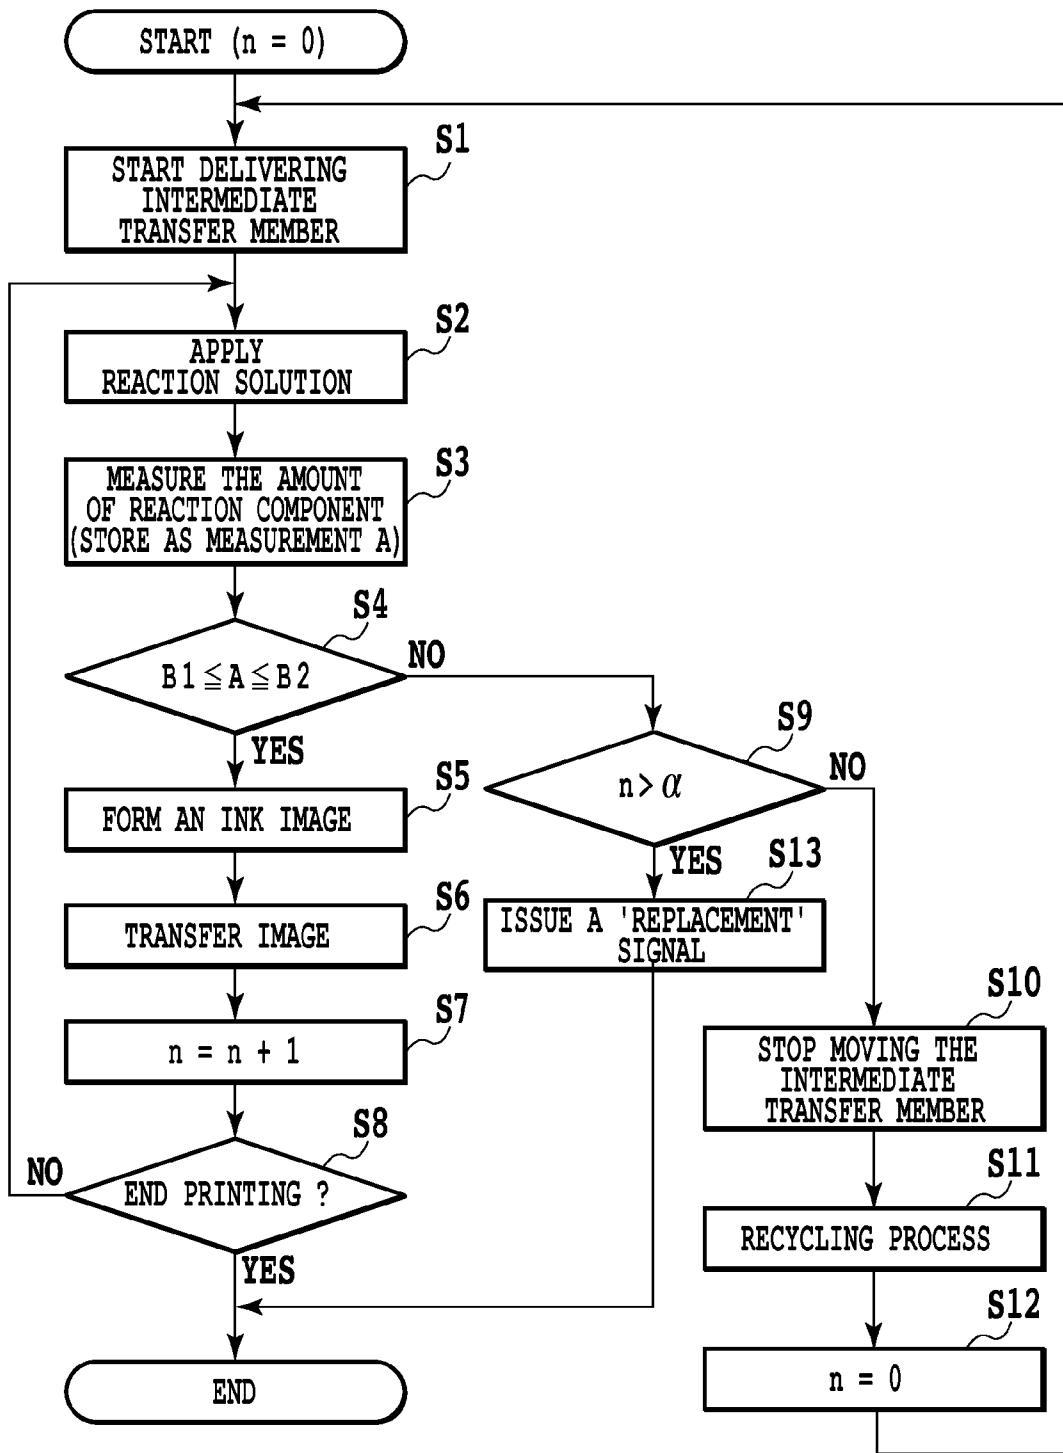 START (n = 0)
S1
START DELIVERING
INTERMEDIATE
TRANSFER MEMBER
S2
APPLY
REACTION SOLUTION
S3
MEASURE THE AMOUNT
OF REACTION COMPONENT
(STORE AS MEASUREMENT A)
S4
B1≦A≦B2
NO
YES
S5
FORM AN INK IMAGE
S6
TRANSFER IMAGE
S7
n = n + 1
S8
END PRINTING ?
NO
YES
END
S9
n> α
NO
YES
S13
ISSUE A 'REPLACEMENT'
SIGNAL
S10
STOP MOVING THE
INTERMEDIATE
TRANSFER MEMBER
S11
RECYCLING PROCESS
S12
n = 0